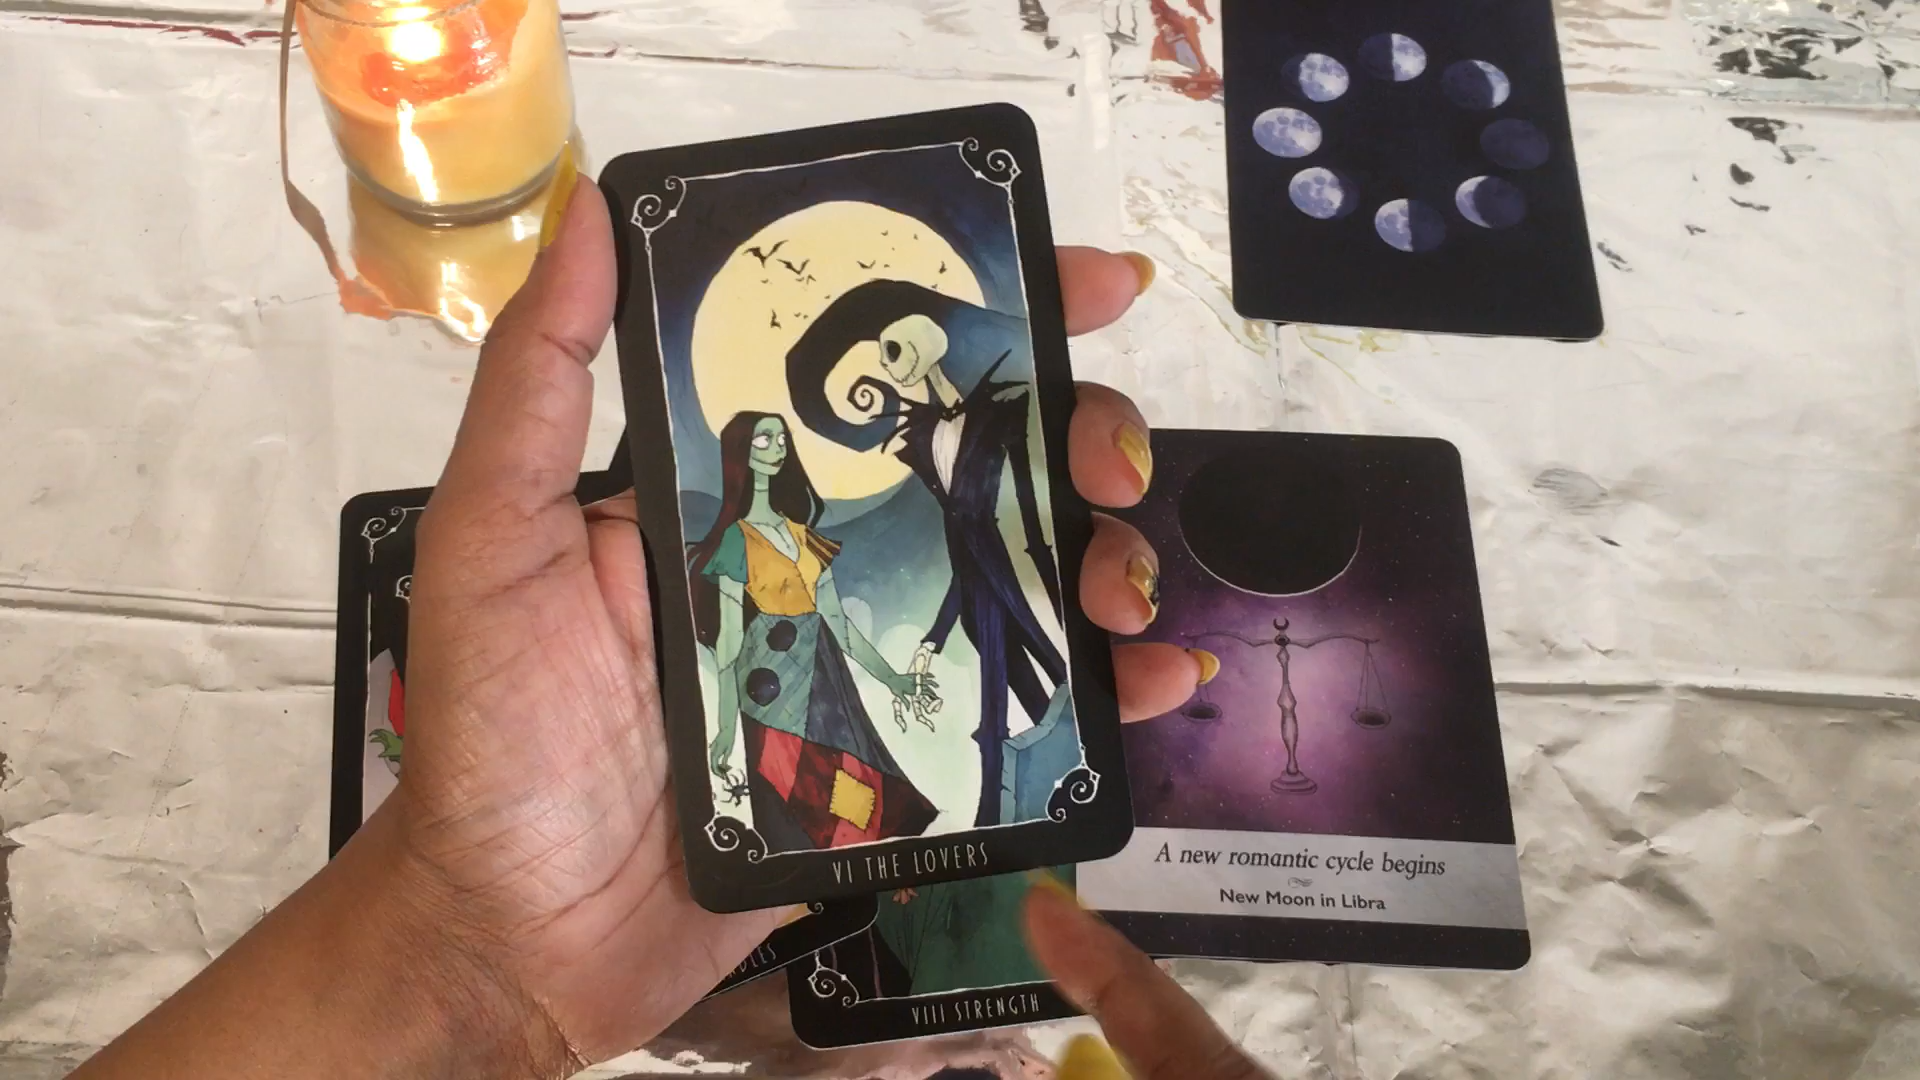 VI THE LOVERS
A new romantic cycle begins
New Moon in Libra
VIII STRENGTH